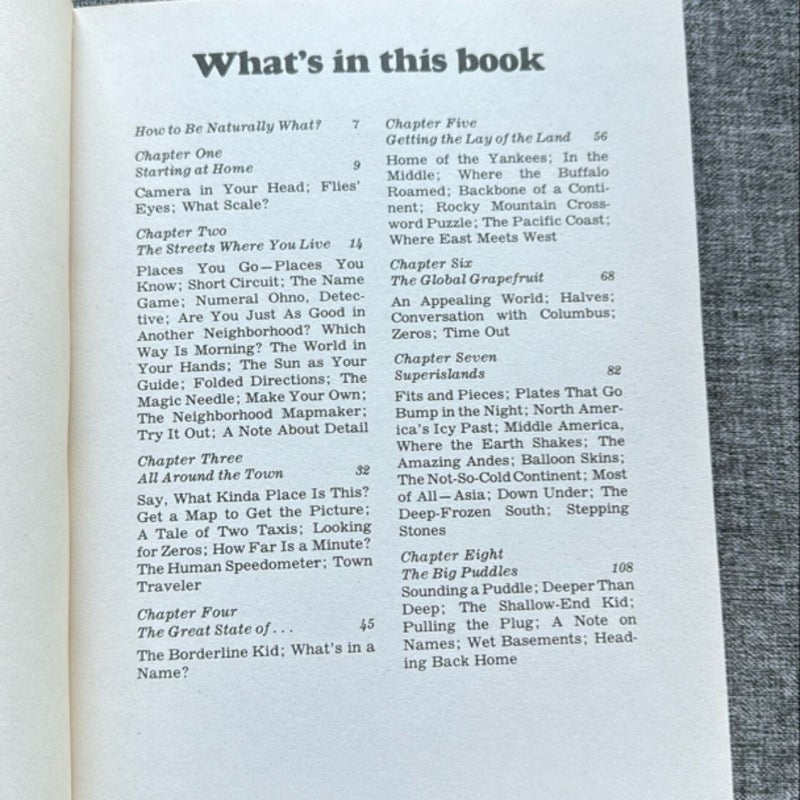 What's in this book
How to Be Naturally What? 7
Chapter One
Starting at Home 9
Camera in Your Head; Flies'
Eyes; What Scale?
Chapter Two
The Streets Where You Live 14
Places You Go—Places You
Know; Short Circuit; The Name
Game; Numeral Ohno, Detec-
tive; Are You Just As Good in
Another Neighborhood? Which
Way Is Morning? The World in
Your Hands; The Sun as Your
Guide; Folded Directions; The
Magic Needle; Make Your Own;
The Neighborhood Mapmaker;
Try It Out; A Note About Detail
Chapter Three
All Around the Town 32
Say, What Kinda Place Is This?
Get a Map to Get the Picture;
A Tale of Two Taxis; Looking
for Zeros; How Far Is a Minute?
The Human Speedometer; Town
Traveler
Chapter Four
The Great State of . . . 45
The Borderline Kid; What's in a
Name?
Chapter Five
Getting the Lay of the Land 56
Home of the Yankees; In the
Middle; Where the Buffalo
Roamed; Backbone of a Conti-
nent; Rocky Mountain Cross-
word Puzzle; The Pacific Coast;
Where East Meets West
Chapter Six
The Global Grapefruit 68
An Appealing World; Halves;
Conversation with Columbus;
Zeros; Time Out
Chapter Seven
Superislands 82
Fits and Pieces; Plates That Go
Bump in the Night; North Amer-
ica's Icy Past; Middle America,
Where the Earth Shakes; The
Amazing Andes; Balloon Skins;
The Not-So-Cold Continent; Most
of All—Asia; Down Under; The
Deep-Frozen South; Stepping
Stones
Chapter Eight
The Big Puddles 108
Sounding a Puddle; Deeper Than
Deep; The Shallow-End Kid;
Pulling the Plug; A Note on
Names; Wet Basements; Head-
ing Back Home